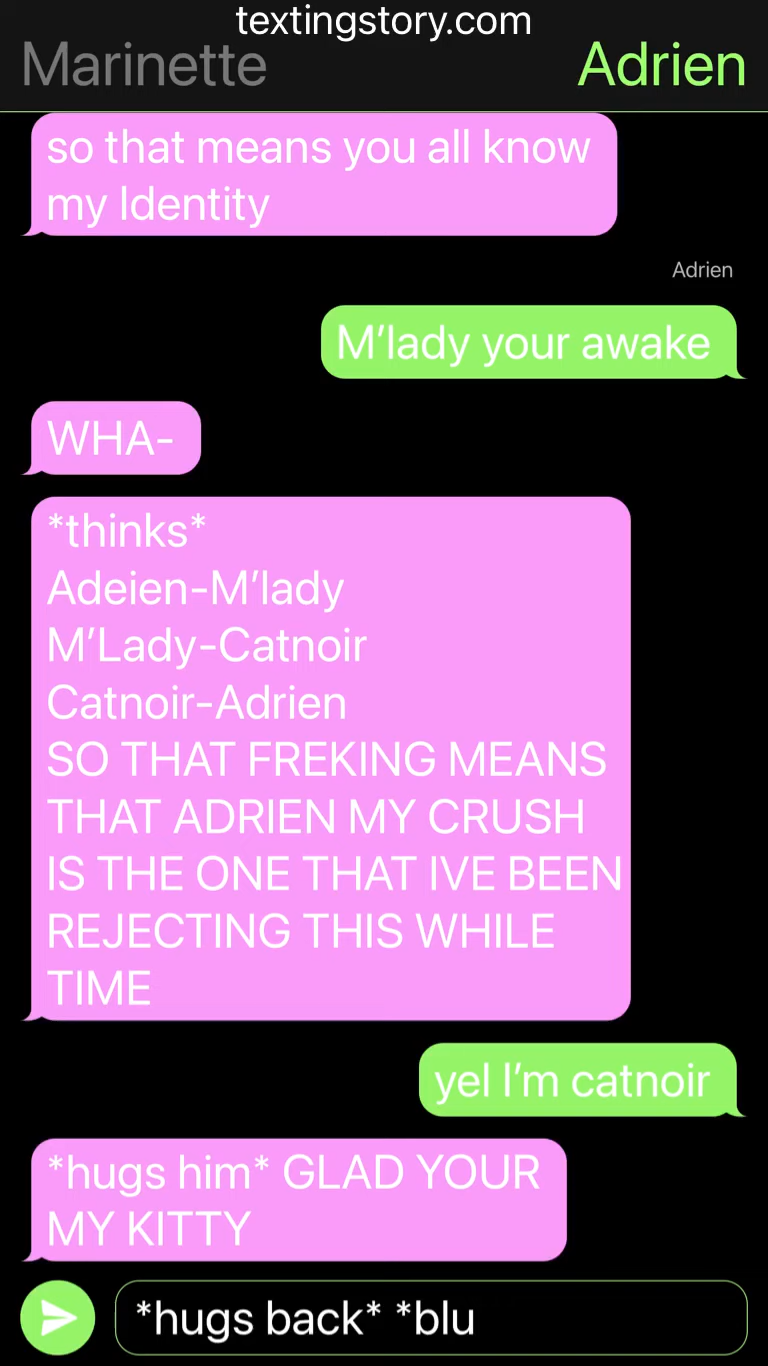 textingstory.com
Marinette
Adrien
so that means you all know
my Identity
Adrien
M’lady your awake
WHA-
*thinks*
Adeien-M’lady
M’Lady-Catnoir
Catnoir-Adrien
SO THAT FREKING MEANS
THAT ADRIEN MY CRUSH
IS THE ONE THAT IVE BEEN
REJECTING THIS WHILE
TIME
yel I’m catnoir
*hugs him* GLAD YOUR
MY KITTY
*hugs back* *blu